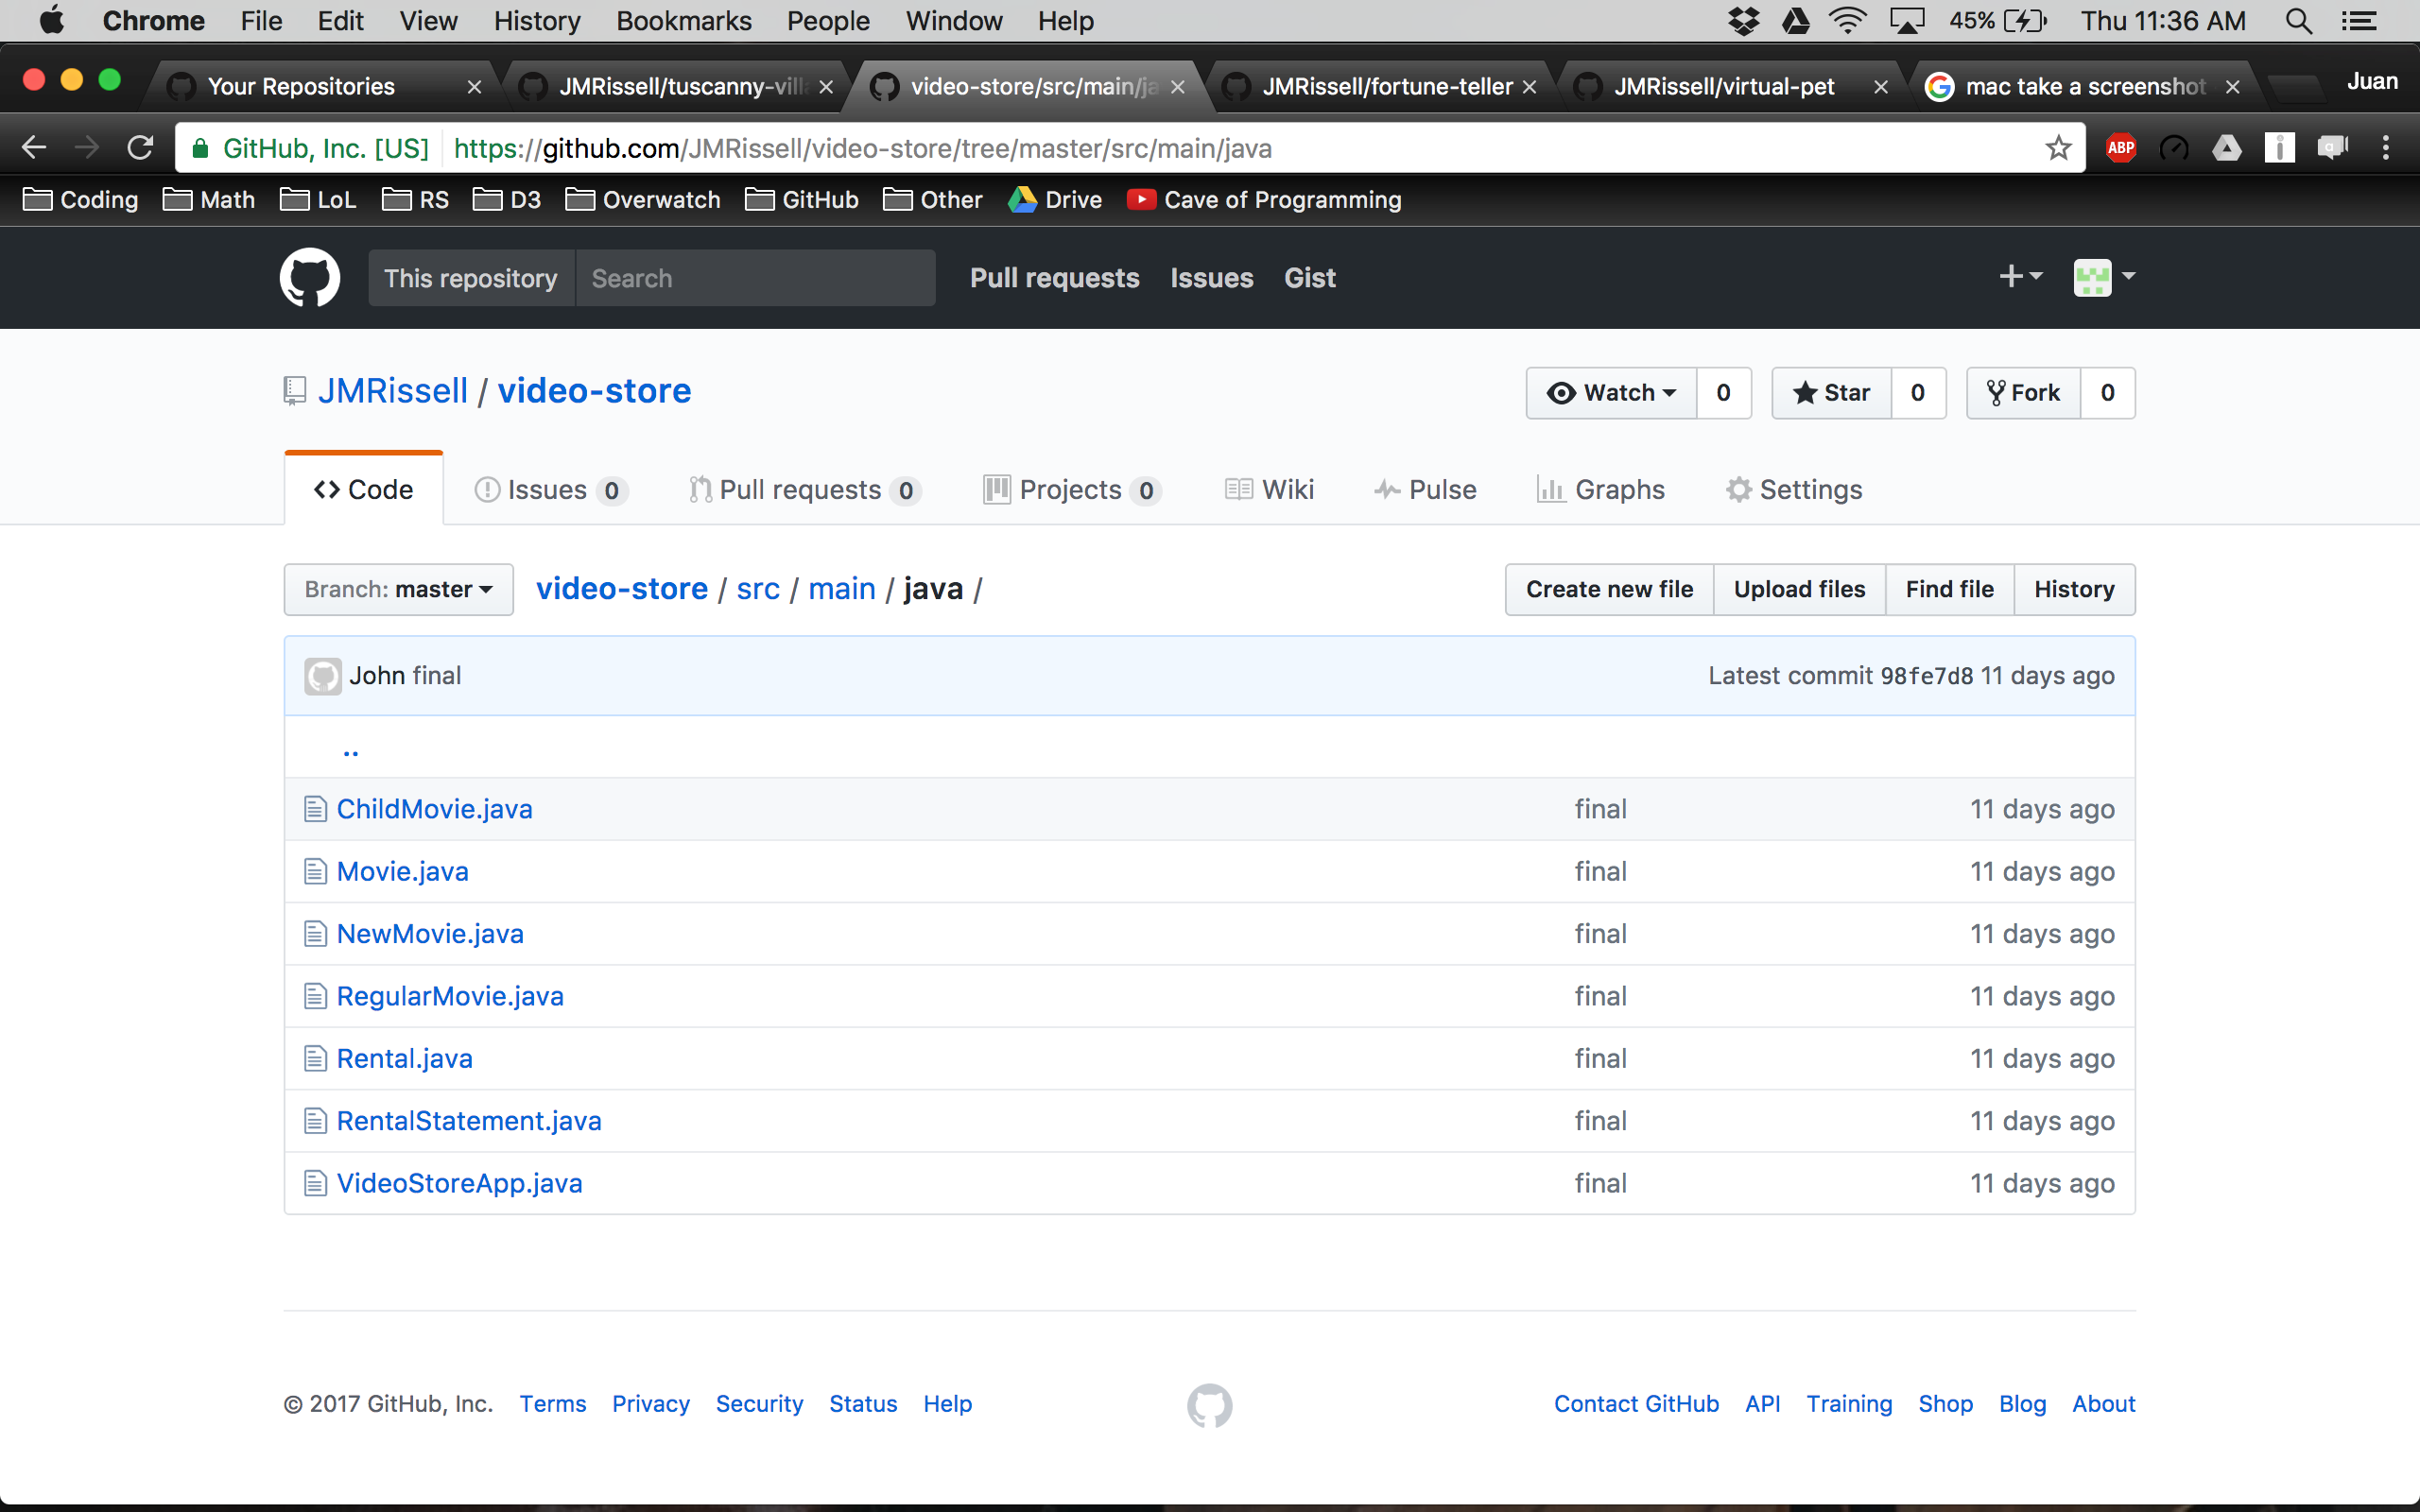 Chrome File Edit View History Bookmarks People Window Help 45% Thu 11:36 AM
Your Repositories JMRissell/tuscanny-villa video-store/src/main/ja JMRissell/fortune-teller JMRissell/virtual-pet mac take a screenshot Juan
GitHub, Inc. [US] https://github.com/JMRissell/video-store/tree/master/src/main/java ABP
Coding Math LoL RS D3 Overwatch GitHub Other Drive Cave of Programming
This repository Search Pull requests Issues Gist
JMRissell / video-store Watch 0 Star 0 Fork 0
Code Issues 0 Pull requests 0 Projects 0 Wiki Pulse Graphs Settings
Branch: master video-store / src / main / java / Create new file Upload files Find file History
John final Latest commit 98fe7d8 11 days ago
..
ChildMovie.java final 11 days ago
Movie.java final 11 days ago
NewMovie.java final 11 days ago
RegularMovie.java final 11 days ago
Rental.java final 11 days ago
RentalStatement.java final 11 days ago
VideoStoreApp.java final 11 days ago
© 2017 GitHub, Inc. Terms Privacy Security Status Help Contact GitHub API Training Shop Blog About